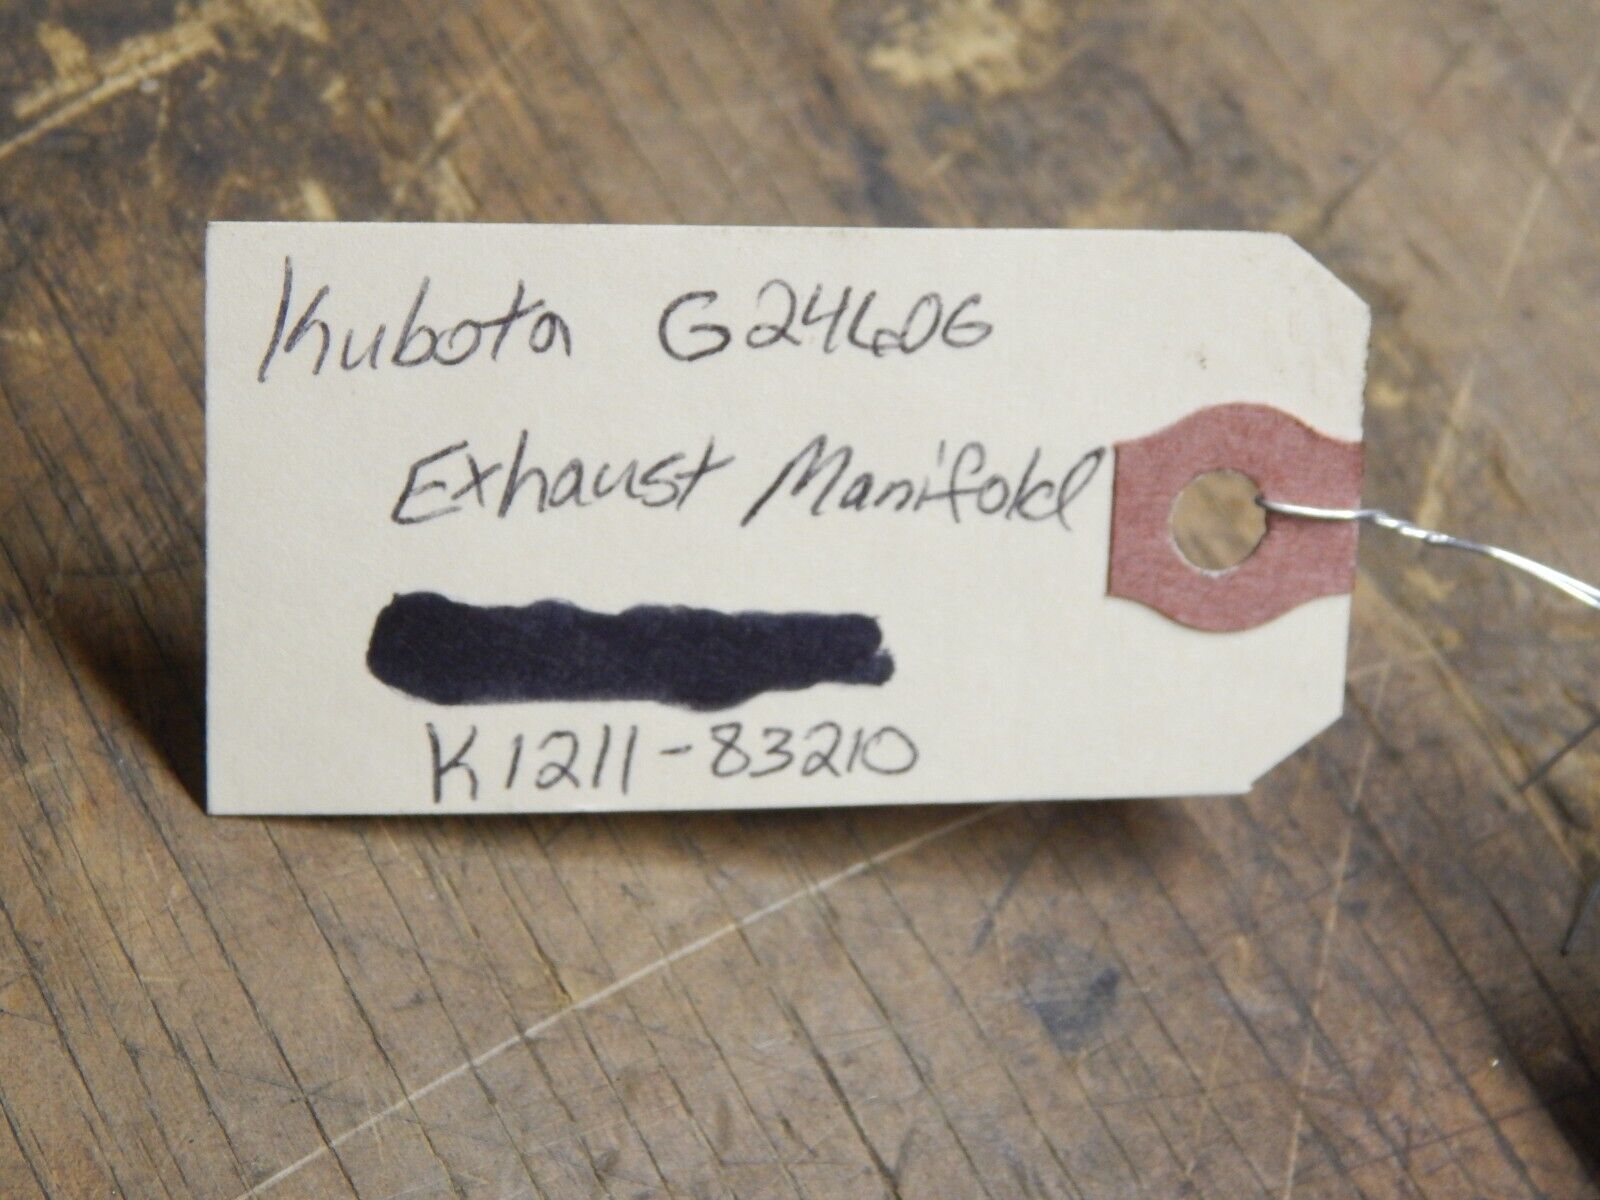 Kubota G2460G
Exhaust Manifold
K1211-83210